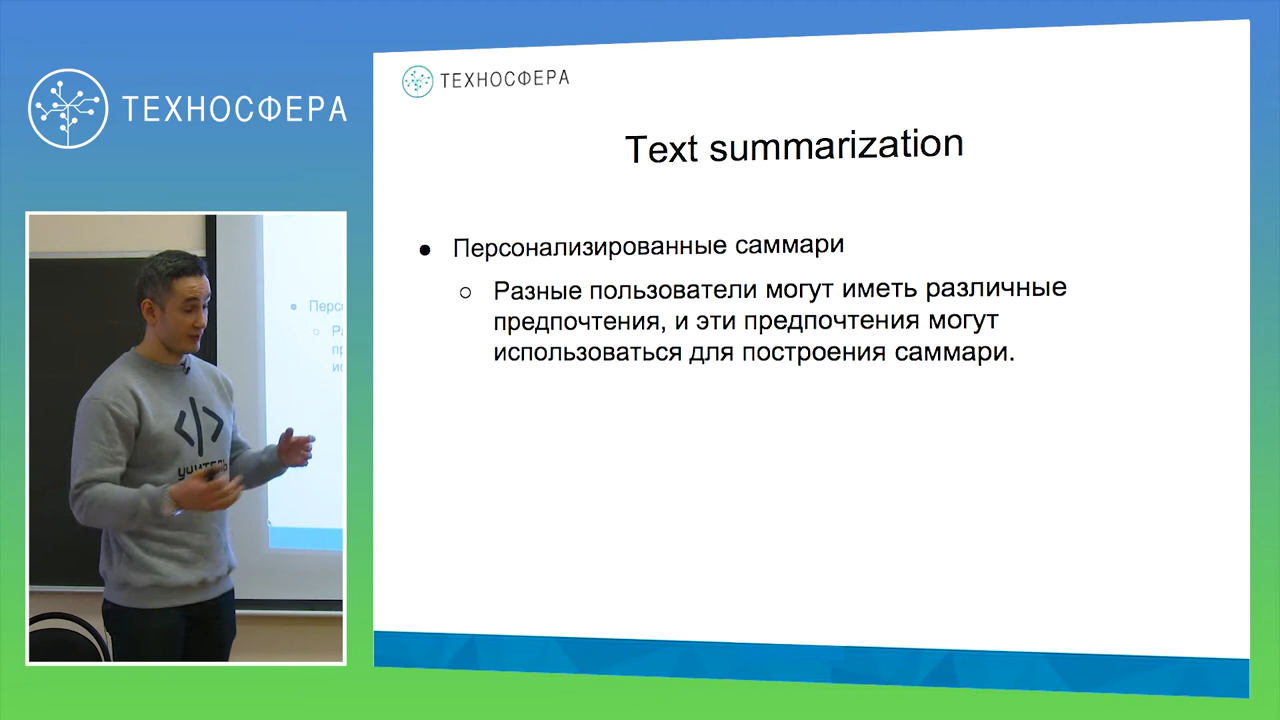 ТЕХНОСФЕРА
ТЕХНОСФЕРА
Text summarization
● Персонализированные саммари
○ Разные пользователи могут иметь различные
предпочтения, и эти предпочтения могут
использоваться для построения саммари.
УЧИТЕЛЬ